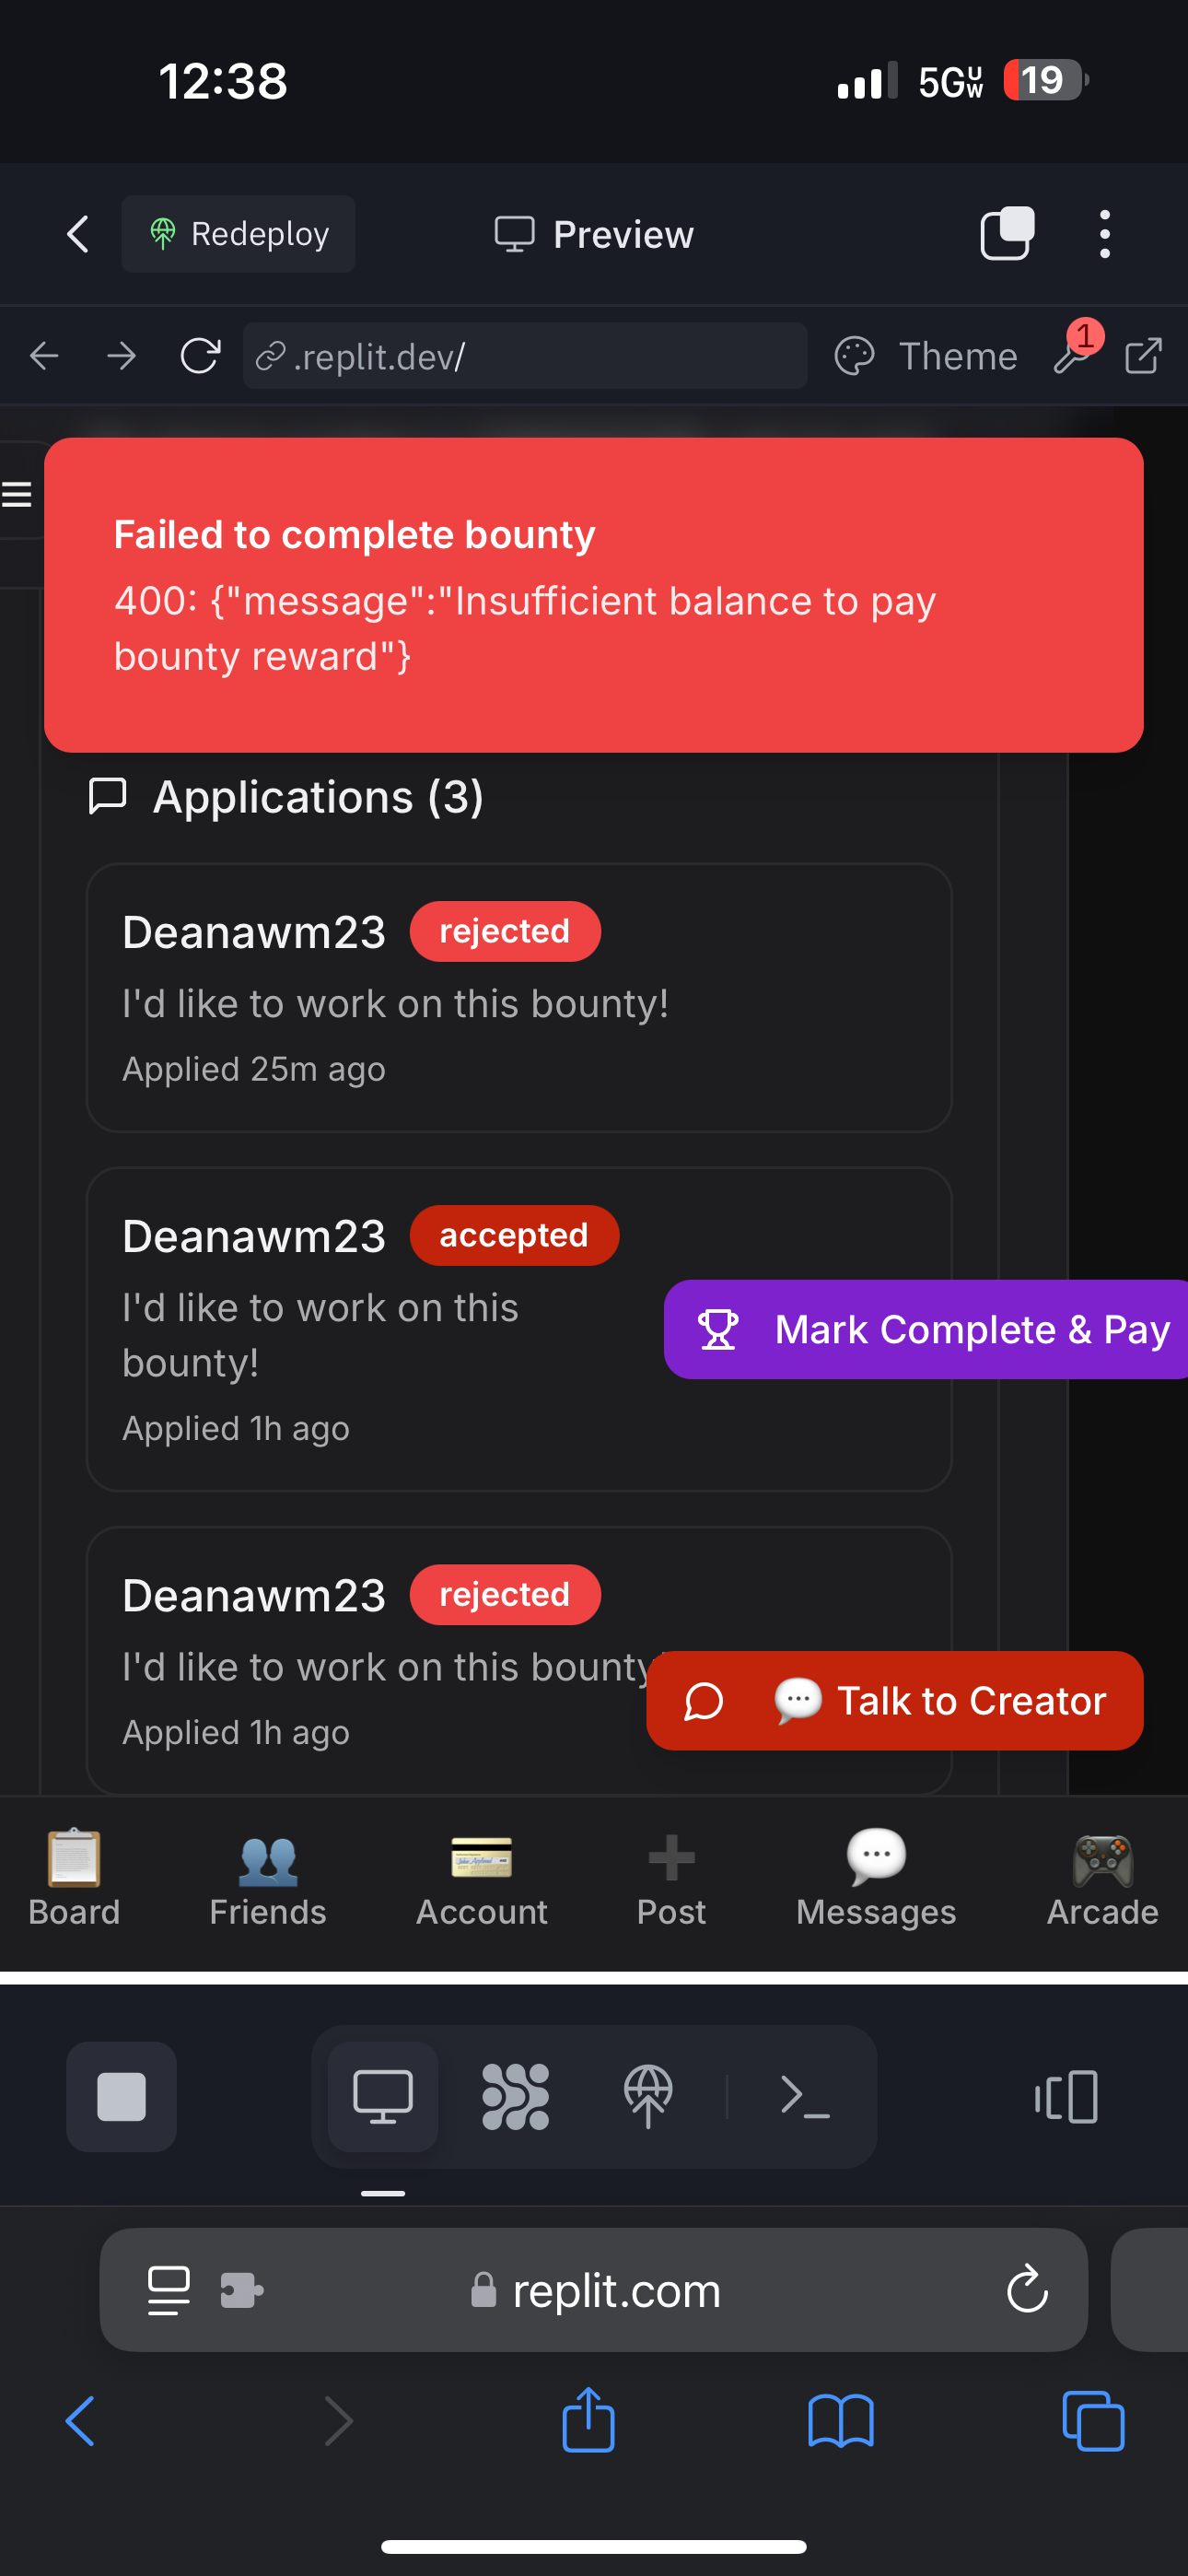 12:38
5G UW
19
Redeploy
Preview
.replit.dev/
Theme
1
Failed to complete bounty
400: {"message":"Insufficient balance to pay
bounty reward"}
Applications (3)
Deanawm23
rejected
I'd like to work on this bounty!
Applied 25m ago
Deanawm23
accepted
I'd like to work on this
bounty!
Mark Complete & Pay
Applied 1h ago
Deanawm23
rejected
I'd like to work on this bounty
💬 Talk to Creator
Applied 1h ago
Board
Friends
Account
Post
Messages
Arcade
replit.com